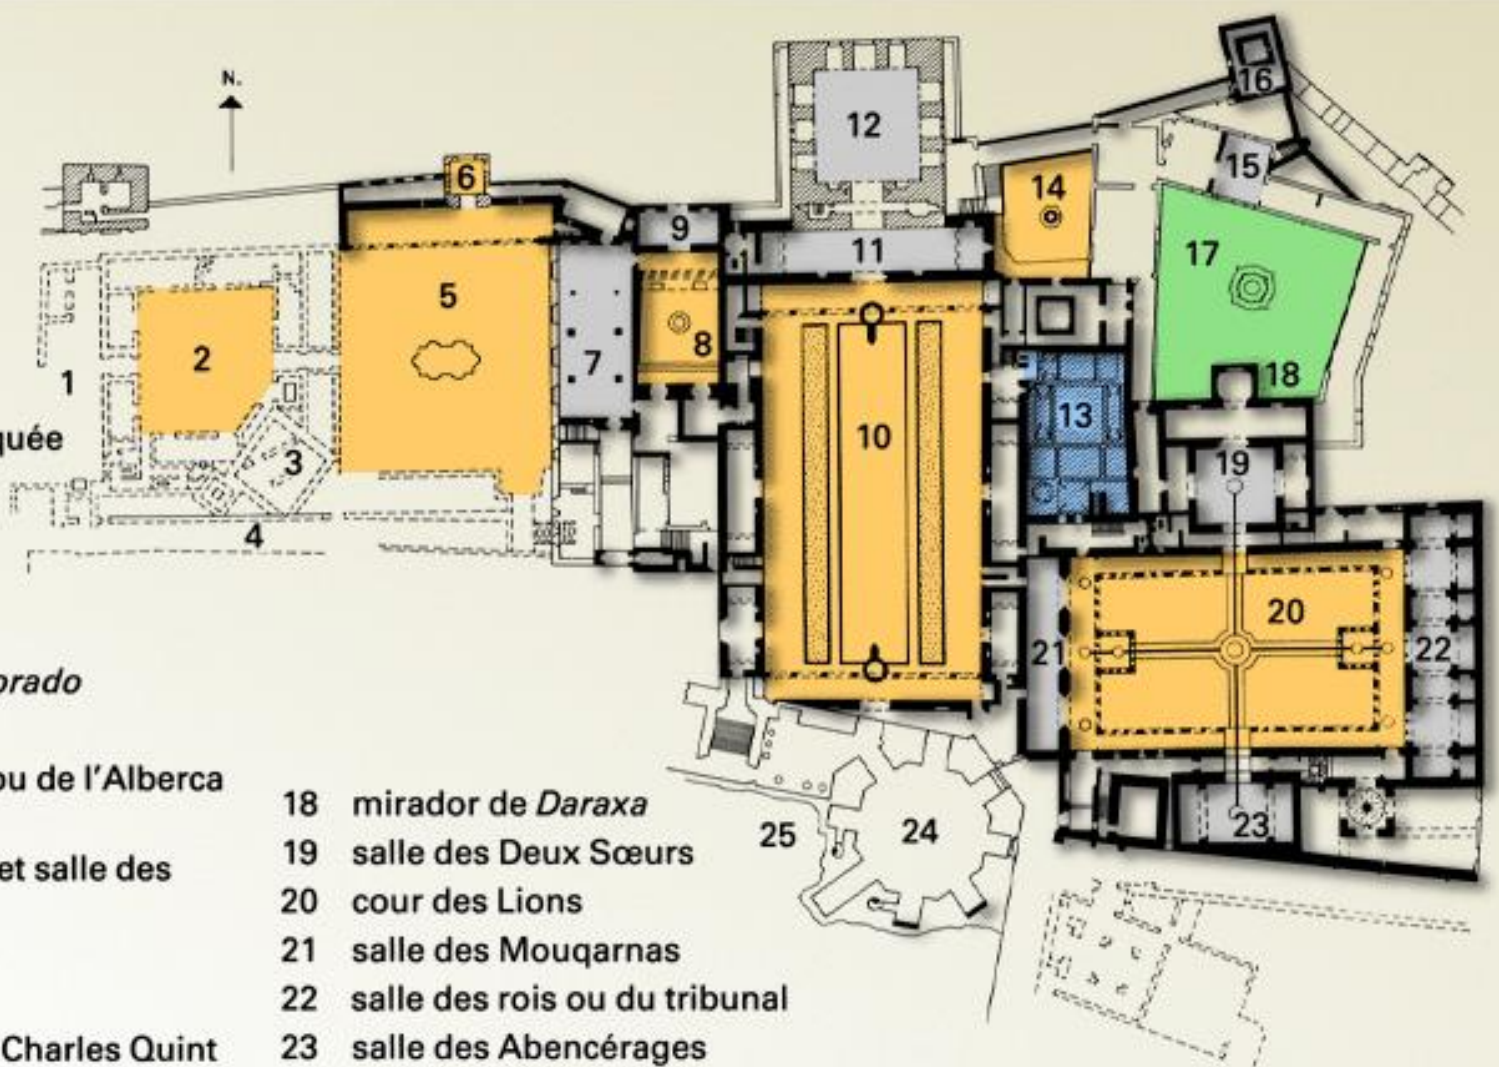 N.
16
12
15
6
14
9
17
11
5
8
2
7
1
18
13
10
quée
3
19
4
20
21
22
orado
ou de l'Alberca
18 mirador de Daraxa
25
24
23
19 salle des Deux Sœurs
et salle des
20 cour des Lions
21 salle des Mouqarnas
22 salle des rois ou du tribunal
Charles Quint
23 salle des Abencérages